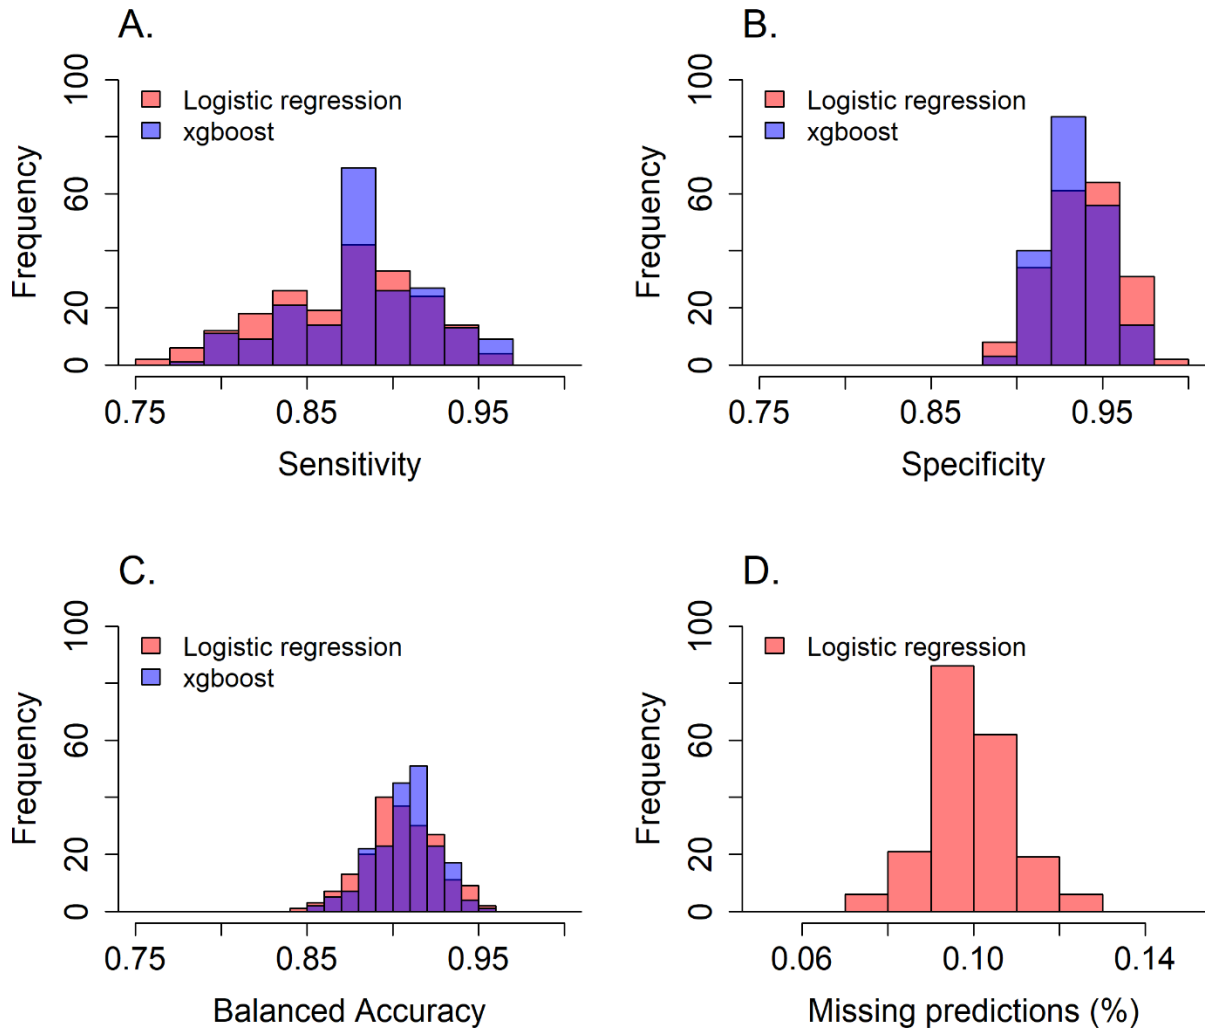 A.
Frequency
100
60
20
0
Logistic regression
xgboost
0.75 0.85 0.95
Sensitivity
B.
Frequency
100
60
20
0
Logistic regression
xgboost
0.75 0.85 0.95
Specificity
C.
Frequency
100
60
20
0
Logistic regression
xgboost
0.75 0.85 0.95
Balanced Accuracy
D.
Frequency
100
60
20
0
Logistic regression
0.06 0.10 0.14
Missing predictions (%)